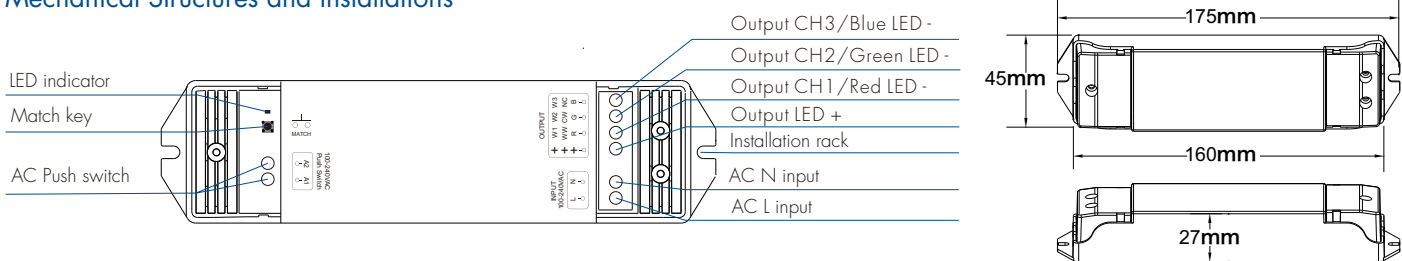 Mechanical Structures and Installations
LED indicator
Match key
AC Push switch
MATCH
100-240VAC
Push Switch
A2
A1
OUTPUT
W1 W2 W3
WW CW NC
R G B
INPUT
100-240VAC
L N
Output CH3/Blue LED -
Output CH2/Green LED -
Output CH1/Red LED -
Output LED +
Installation rack
AC N input
AC L input
175mm
45mm
160mm
27mm